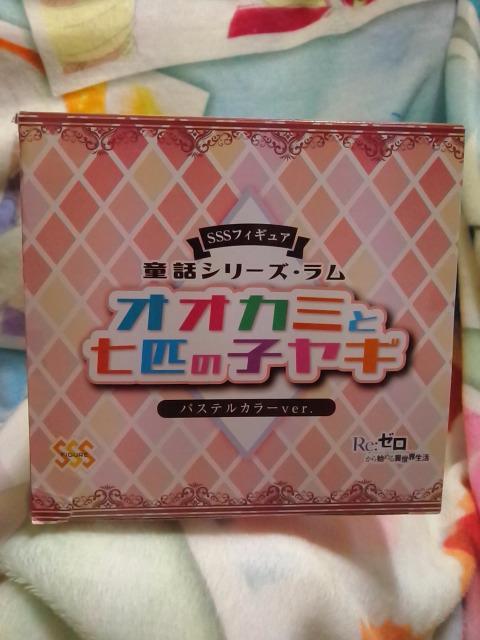 SSSフィギュア
童話シリーズ・ラム
オオカミと
七匹の子ヤギ
パステルカラーver.
SSS
FIGURE
Re:ゼロ
から始める異世界生活